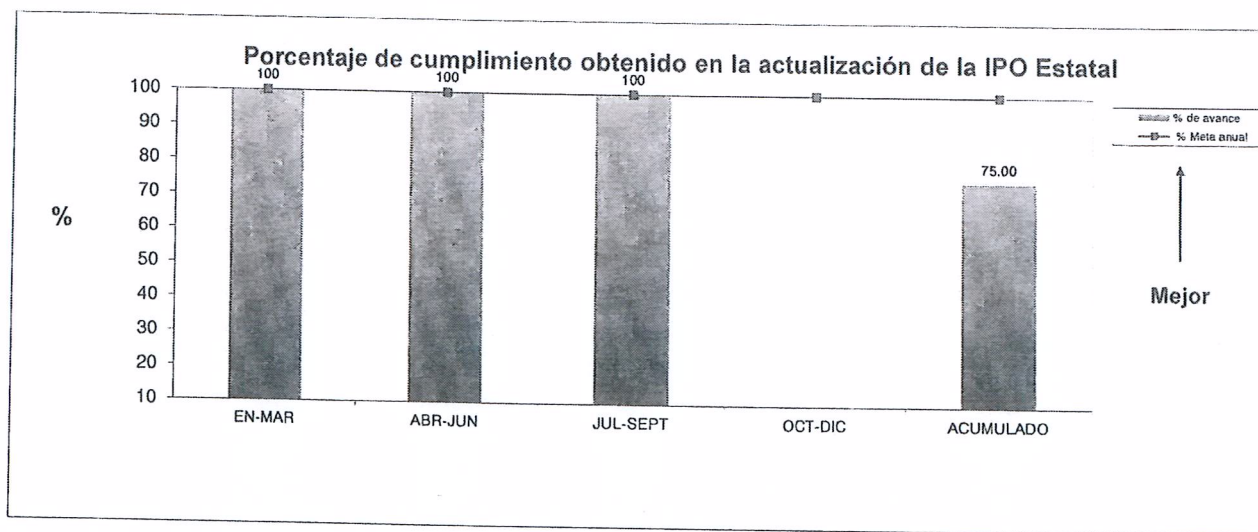 Porcentaje de cumplimiento obtenido en la actualización de la IPO Estatal
100 100 100
100
90
80
70
60
50
40
30
20
10
%
75.00
EN-MAR ABR-JUN JUL-SEPT OCT-DIC ACUMULADO
% de avance
% Meta anual
Mejor